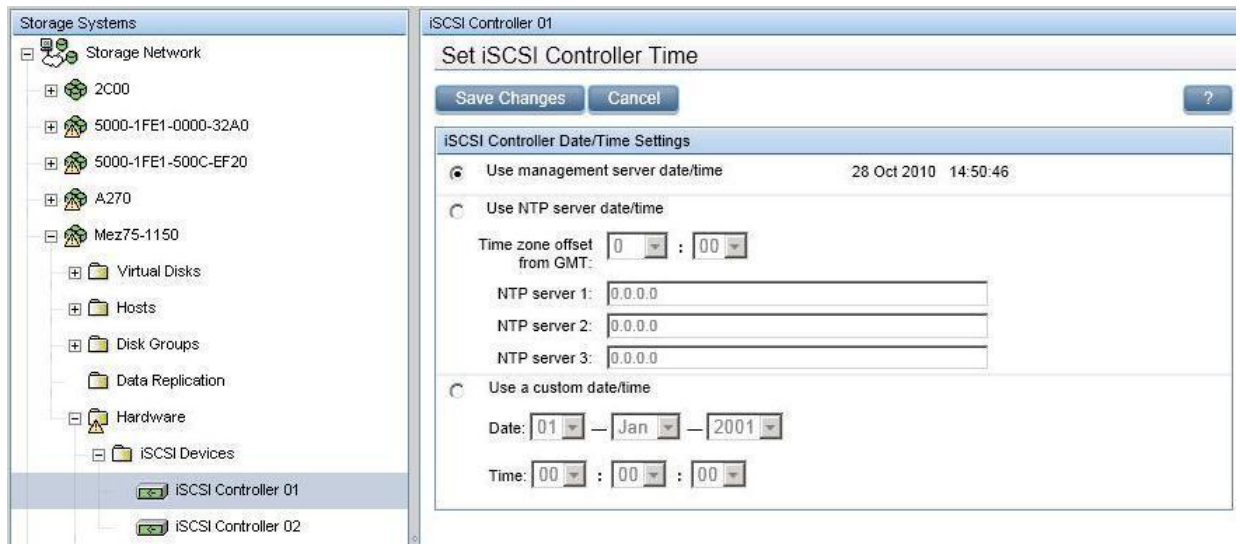 Storage Systems
Storage Network
2C00
5000-1FE1-0000-32A0
5000-1FE1-500C-EF20
A270
Mez75-1150
Virtual Disks
Hosts
Disk Groups
Data Replication
Hardware
iSCSI Devices
iSCSI Controller 01
iSCSI Controller 02
iSCSI Controller 01
Set iSCSI Controller Time
Save Changes Cancel ?
iSCSI Controller Date/Time Settings
Use management server date/time 28 Oct 2010 14:50:46
Use NTP server date/time
Time zone offset
from GMT: 0 : 00
NTP server 1: 0.0.0.0
NTP server 2: 0.0.0.0
NTP server 3: 0.0.0.0
Use a custom date/time
Date: 01 — Jan — 2001
Time: 00 : 00 : 00